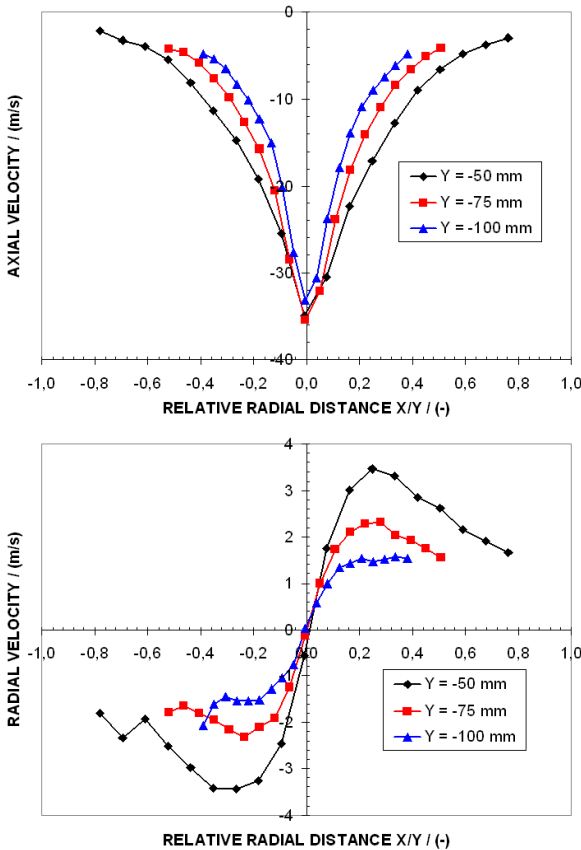 0
-10
-20
-30
-40
AXIAL VELOCITY / (m/s)
Y = -50 mm
Y = -75 mm
Y = -100 mm
-1,0 -0,8 -0,6 -0,4 -0,2 0,0 0,2 0,4 0,6 0,8 1,0
RELATIVE RADIAL DISTANCE X/Y / (-)
4
3
2
1
0
-1,0 -0,8 -0,6 -0,4 -0,2 0,0 0,2 0,4 0,6 0,8 1,0
-1
-2
-3
-4
RADIAL VELOCITY / (m/s)
Y = -50 mm
Y = -75 mm
Y = -100 mm
RELATIVE RADIAL DISTANCE X/Y / (-)